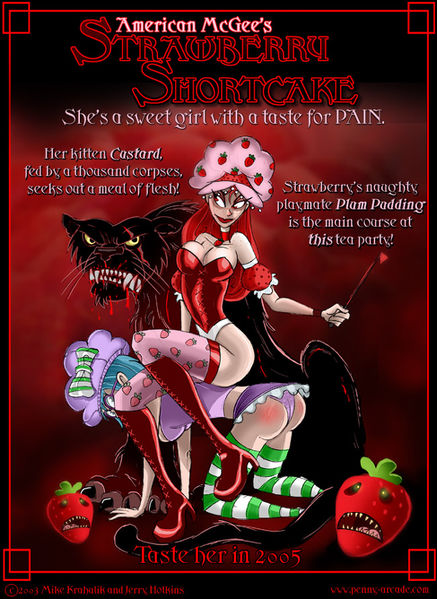 American McGee's
Strawberry
Shortcake
She's a sweet girl with a taste for PAIN.
Her kitten Custard,
fed by a thousand corpses,
seeks out a meal of flesh!
Strawberry's naughty
playmate Plum Pudding
is the main course at
this tea party!
Taste her in 2005
©2003 Mike Krahulik and Jerry Holkins
www.penny-arcade.com